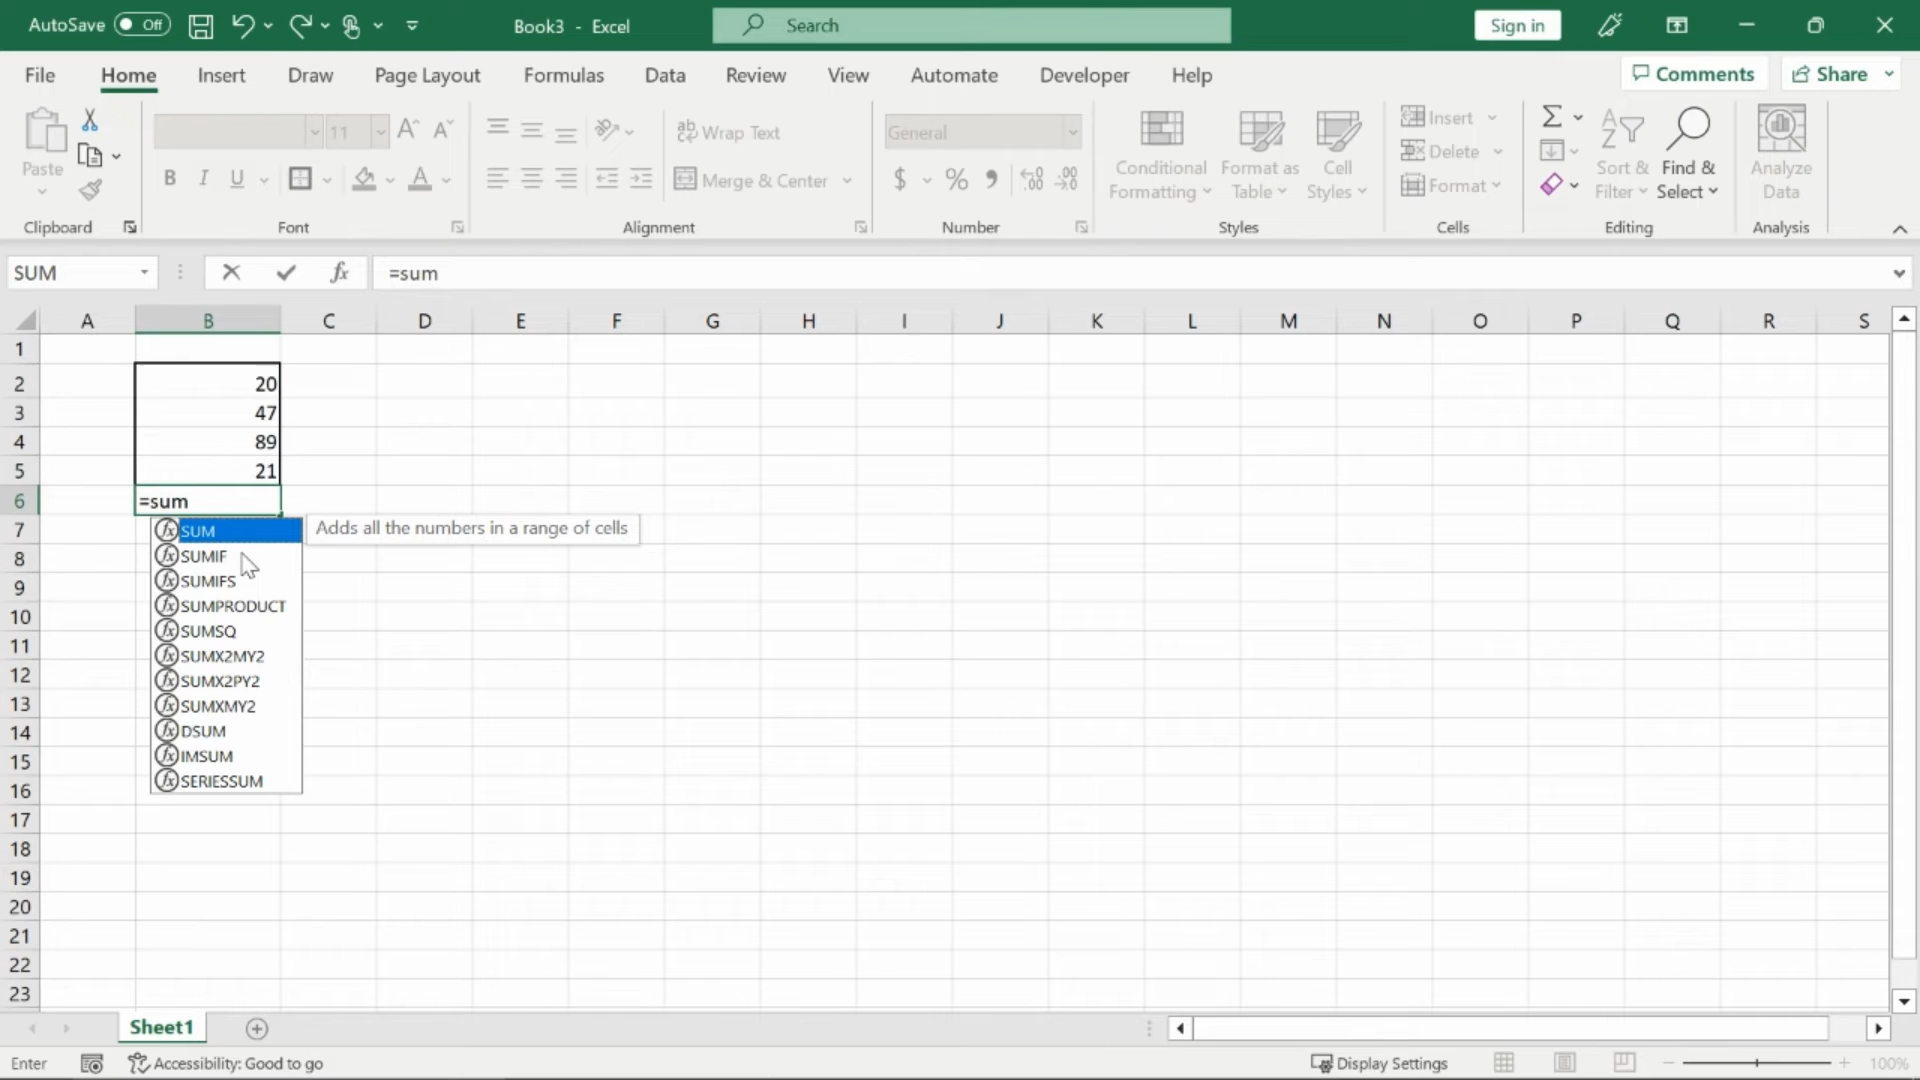 AutoSave Off Book3 - Excel Search Sign in
File Home Insert Draw Page Layout Formulas Data Review View Automate Developer Help Comments Share
Paste
Clipboard
11
B I U A
Font
Wrap Text
Merge & Center
Alignment
General
$ %
Number
Conditional Formatting
Format as Table
Cell Styles
Styles
Insert
Delete
Format
Cells
Sort & Filter
Find & Select
Editing
Analyze Data
Analysis
SUM fx =sum
A B C D E F G H I J K L M N O P Q R S
1
2 20
3 47
4 89
5 21
6 =sum
7 SUM Adds all the numbers in a range of cells
8 SUMIF
9 SUMIFS
10 SUMPRODUCT
11 SUMSQ
12 SUMX2MY2
SUMX2PY2
13 SUMXMY2
14 DSUM
15 IMSUM
16 SERIESSUM
17
18
19
20
21
22
23
Sheet1
Enter Accessibility: Good to go Display Settings 100%